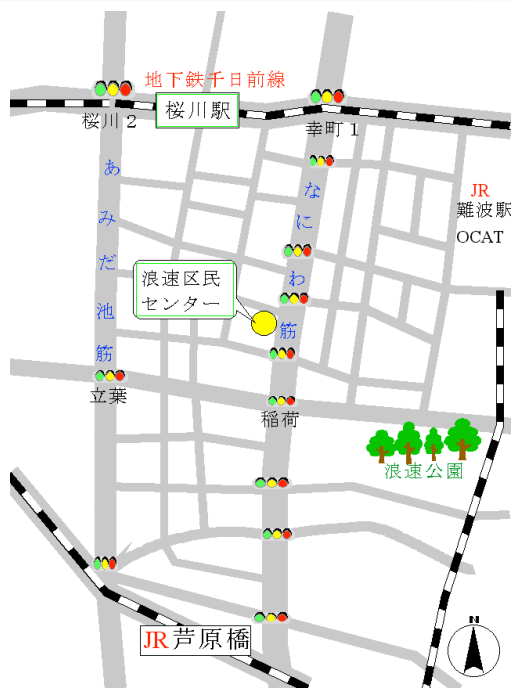 地下鉄千日前線
桜川駅
桜川2
幸町1
あみだ池筋
なにわ筋
JR
難波駅
OCAT
浪速区民
センター
立葉
稲荷
浪速公園
JR芦原橋
N